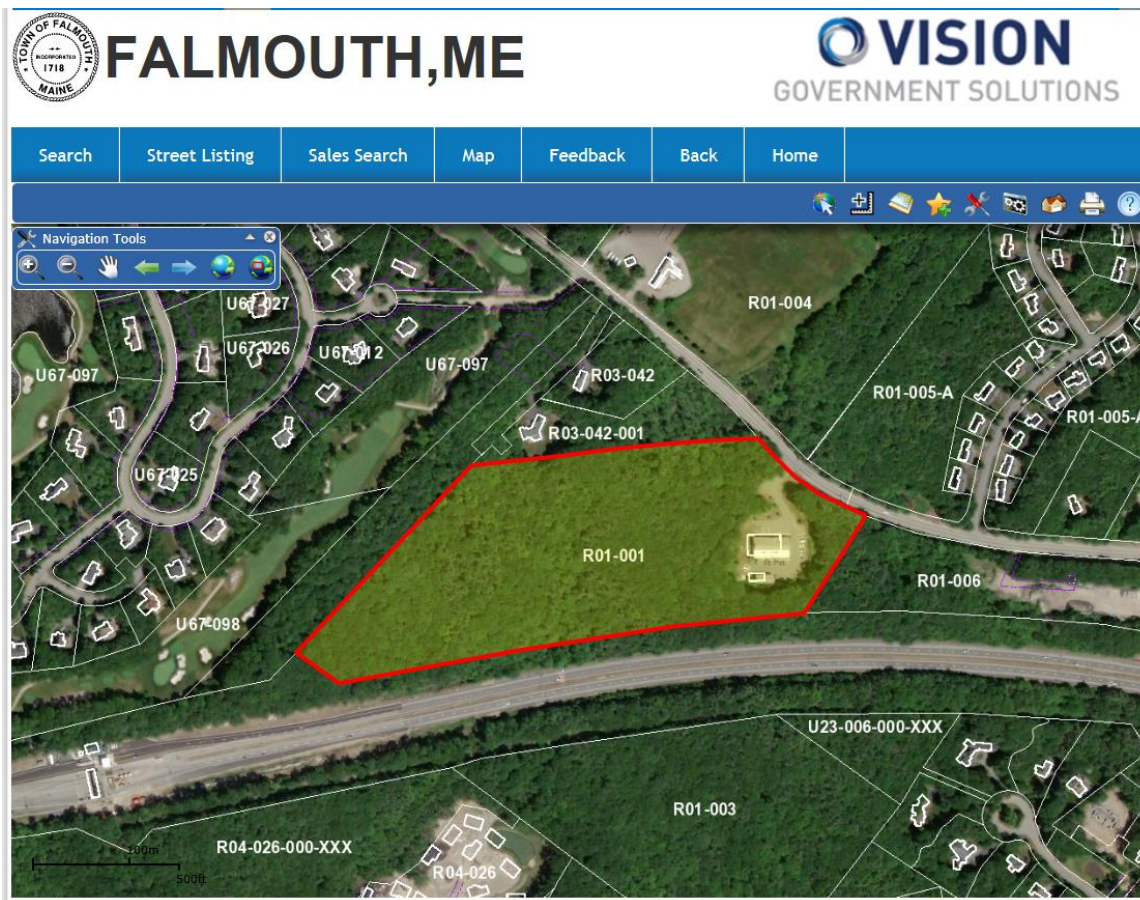 TOWN OF FALMOUTH
INCORPORATED
1718
MAINE
FALMOUTH,ME
VISION
GOVERNMENT SOLUTIONS
Search Street Listing Sales Search Map Feedback Back Home
Navigation Tools
R01-004
U67-027
U67-026
U67-012
U67-097
U67-097
R03-042
R01-005-A
R01-005-
R03-042-001
U67-025
R01-001
R01-006
U67-098
U23-006-000-XXX
R01-003
R04-026-000-XXX
100m
R04-026
500ft